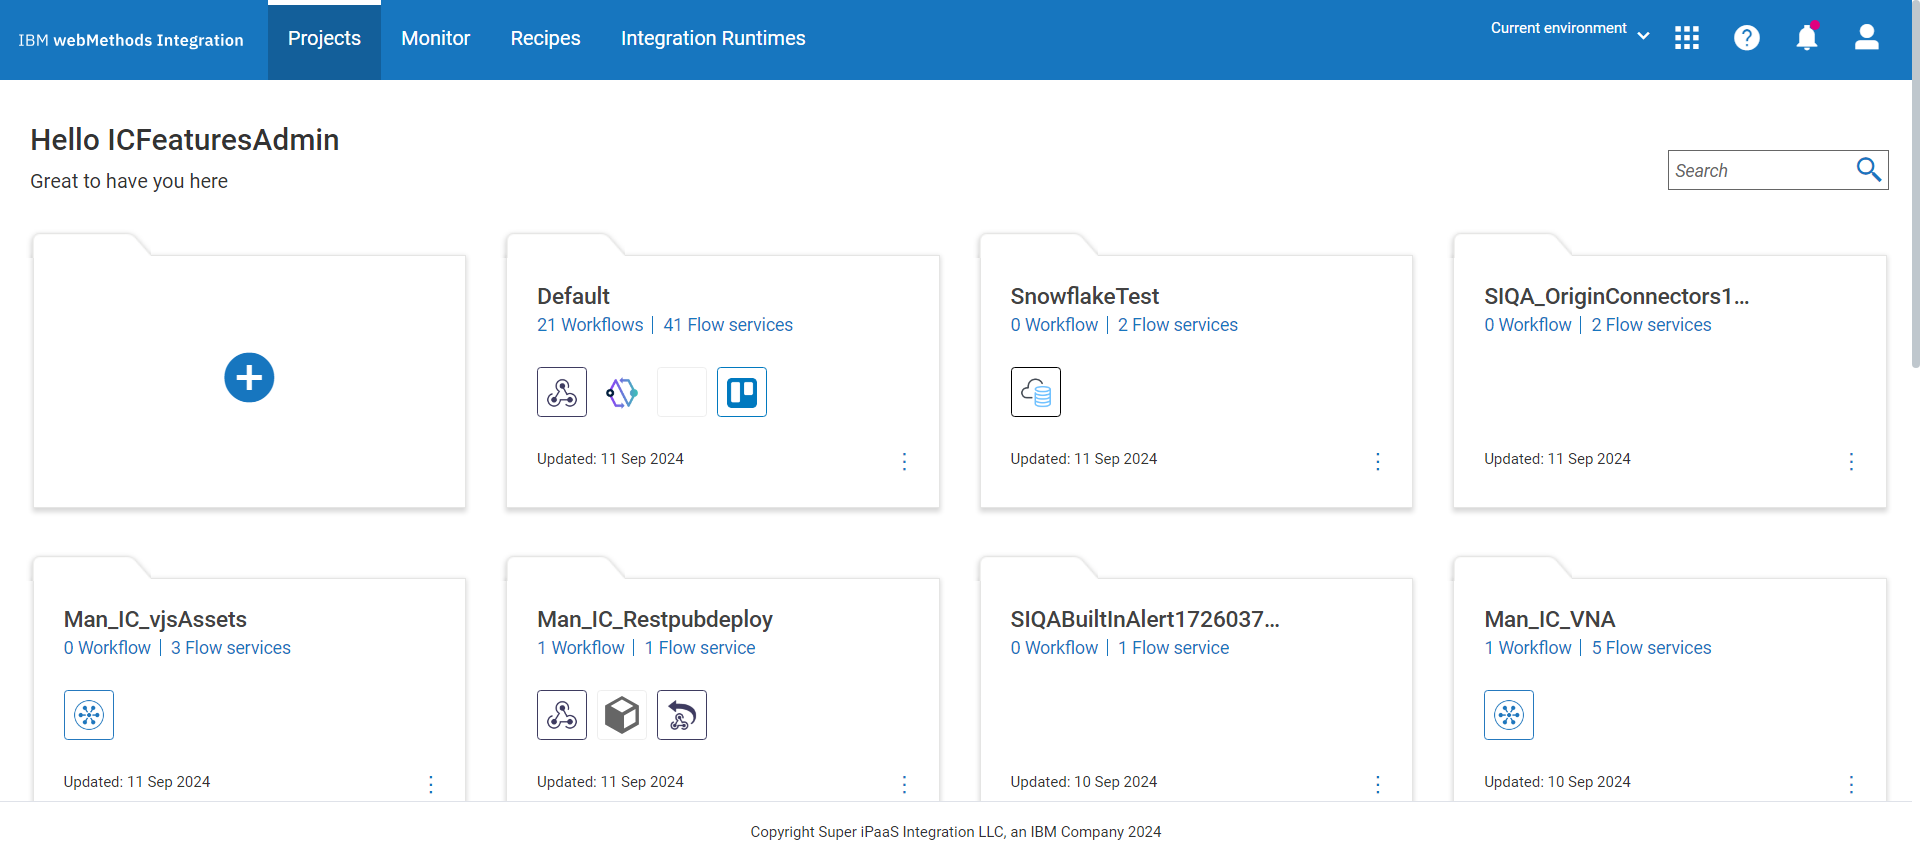 IBM webMethods Integration
Projects
Monitor
Recipes
Integration Runtimes
Current environment
Hello ICFeaturesAdmin
Great to have you here
Search
Default
21 Workflows | 41 Flow services
Updated: 11 Sep 2024
SnowflakeTest
0 Workflow | 2 Flow services
Updated: 11 Sep 2024
SIQA_OriginConnectors1...
0 Workflow | 2 Flow services
Updated: 11 Sep 2024
Man_IC_vjsAssets
0 Workflow | 3 Flow services
Updated: 11 Sep 2024
Man_IC_Restpubdeploy
1 Workflow | 1 Flow service
Updated: 11 Sep 2024
SIQABuiltInAlert1726037...
0 Workflow | 1 Flow service
Updated: 10 Sep 2024
Man_IC_VNA
1 Workflow | 5 Flow services
Updated: 10 Sep 2024
Copyright Super iPaaS Integration LLC, an IBM Company 2024